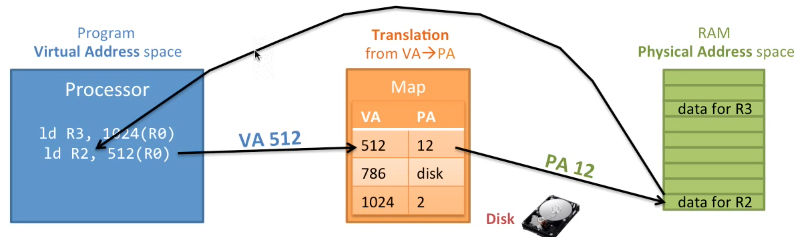 Program
Virtual Address space
Translation
from VA→PA
RAM
Physical Address space
Processor
ld R3, 1024(R0)
ld R2, 512(R0)
VA 512
Map
VA PA
512 12
786 disk
1024 2
PA 12
Disk
data for R3
data for R2